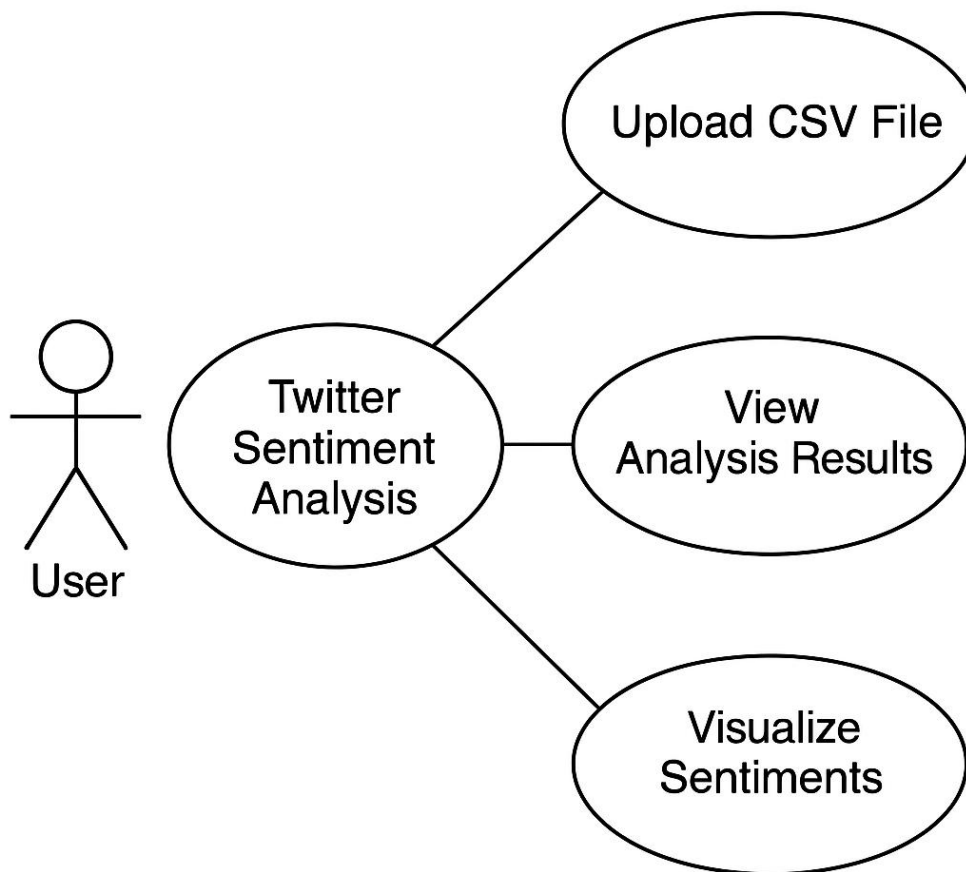 Upload CSV File
Twitter
Sentiment
Analysis
View
Analysis Results
User
Visualize
Sentiments